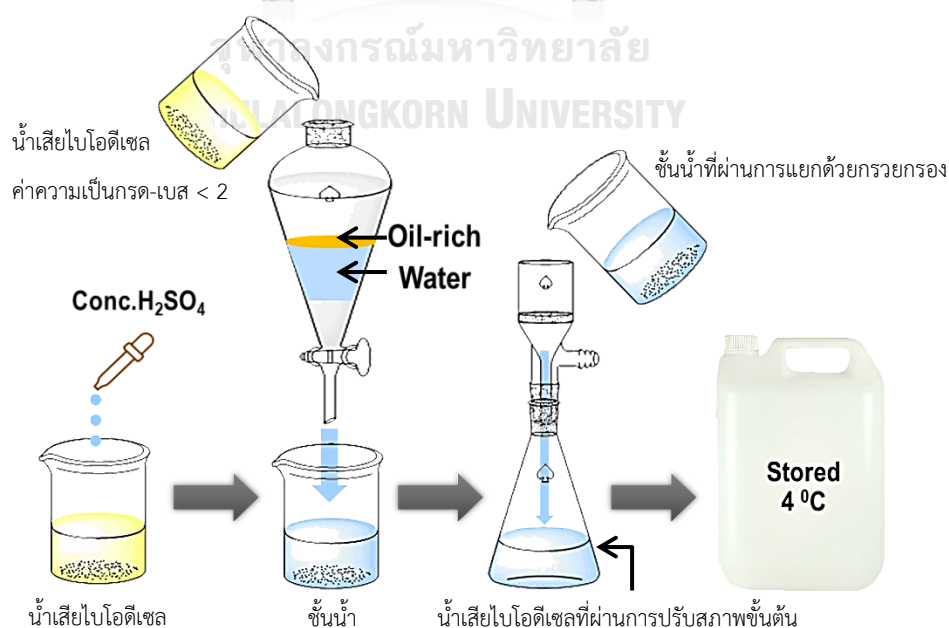 จุฬาลงกรณ์มหาวิทยาลัย
CHULALONGKORN UNIVERSITY
น้ำเสียไบโอดีเซล
ค่าความเป็นกรด-เบส < 2
ชั้นน้ำที่ผ่านการแยกด้วยกรวยกรอง
Oil-rich
Water
Conc.H₂SO₄
Stored
4 ⁰C
น้ำเสียไบโอดีเซล
ชั้นน้ำ
น้ำเสียไบโอดีเซลที่ผ่านการปรับสภาพขั้นต้น